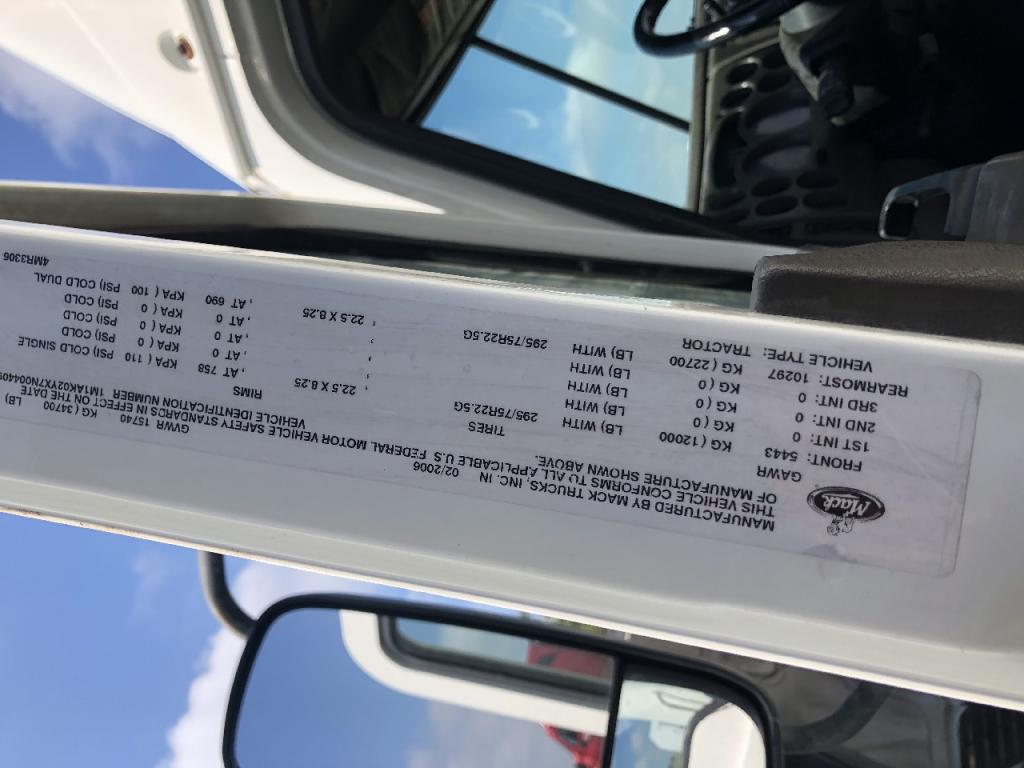 Mack
MANUFACTURED BY MACK TRUCKS, INC. IN 02/2006 GVWR 15740 KG ( 34700 LB)
THIS VEHICLE CONFORMS TO ALL APPLICABLE U.S. FEDERAL MOTOR VEHICLE SAFETY STANDARDS IN EFFECT ON THE DATE
OF MANUFACTURE SHOWN ABOVE. VEHICLE IDENTIFICATION NUMBER
GAWR TIRES RIMS COLD SINGLE
FRONT: 5443 KG ( 12000 LB) WITH 295/75R22.5G , 22.5 X 8.25 , AT 758 KPA ( 110 PSI) COLD
1ST INT: 0 KG ( 0 LB) WITH , , AT 0 KPA ( 0 PSI) COLD
2ND INT: 0 KG ( 0 LB) WITH , , AT 0 KPA ( 0 PSI) COLD
3RD INT: 0 KG ( 0 LB) WITH , , AT 0 KPA ( 0 PSI) COLD
REARMOST: 10297 KG ( 22700 LB) WITH 295/75R22.5G , 22.5 X 8.25 , AT 690 KPA ( 100 PSI) COLD DUAL
VEHICLE TYPE: TRACTOR 4MR3306